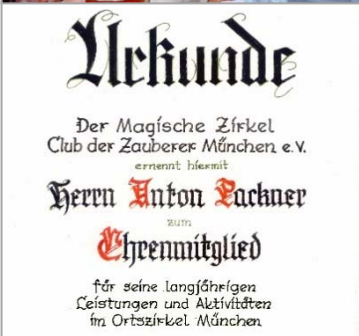 Urkunde
Der Magische Zirkel
Club der Zauberer München e.V.
ernennt hiermit
Herrn Anton Packner
zum
Ehrenmitglied
für seine langjährigen
Leistungen und Aktivitäten
im Ortszirkel München